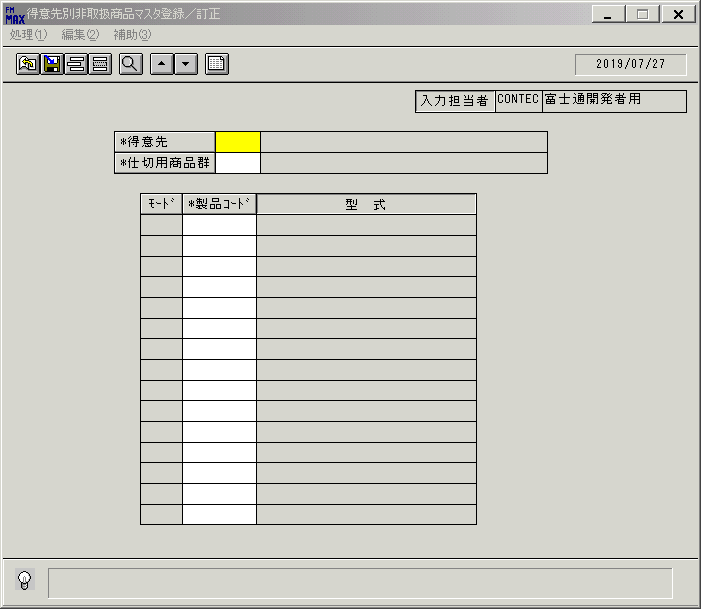 FM MAX 得意先別非取扱商品マスタ登録／訂正
処理(1) 編集(2) 補助(3)
2019/07/27
入力担当者 CONTEC 富士通開発者用
*得意先
*仕切用商品群
ﾓｰﾄﾞ *製品ｺｰﾄﾞ 型　式